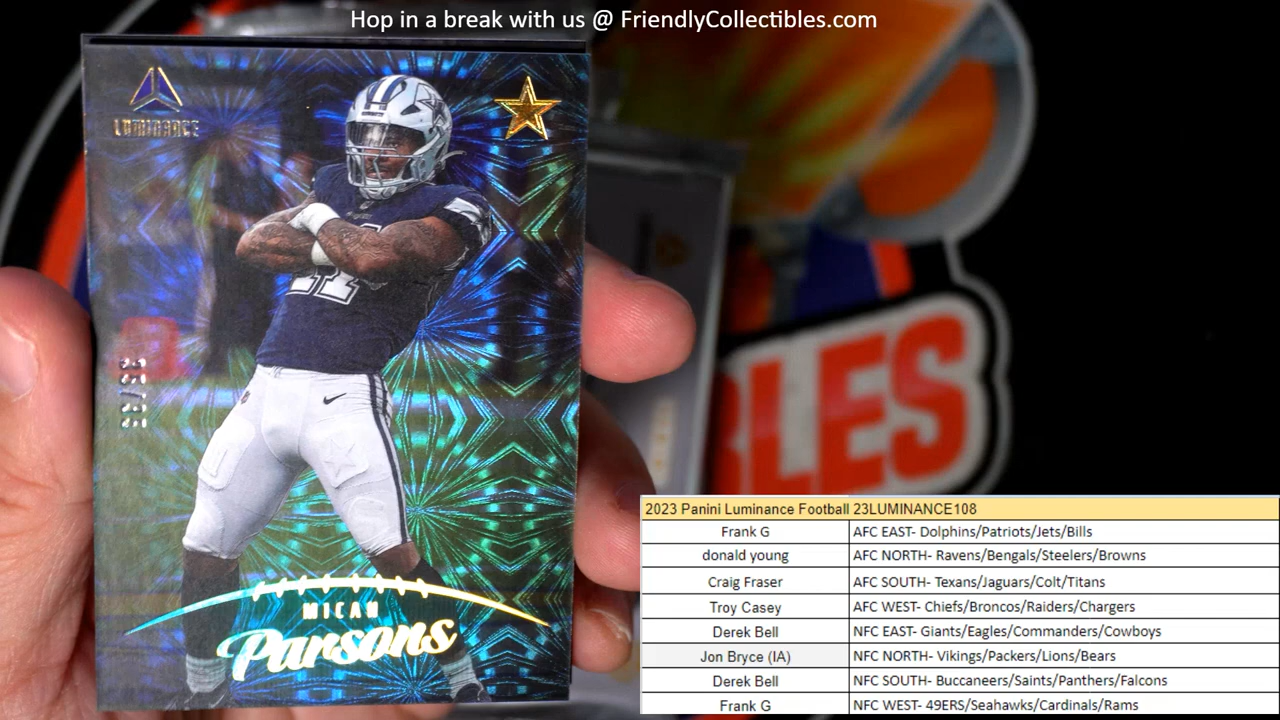 Hop in a break with us @ FriendlyCollectibles.com
LUMINANCE
11
MICAH
Parsons
BLES
2023 Panini Luminance Football 23LUMINANCE108
Frank G AFC EAST- Dolphins/Patriots/Jets/Bills
donald young AFC NORTH- Ravens/Bengals/Steelers/Browns
Craig Fraser AFC SOUTH- Texans/Jaguars/Colt/Titans
Troy Casey AFC WEST- Chiefs/Broncos/Raiders/Chargers
Derek Bell NFC EAST- Giants/Eagles/Commanders/Cowboys
Jon Bryce (IA) NFC NORTH- Vikings/Packers/Lions/Bears
Derek Bell NFC SOUTH- Buccaneers/Saints/Panthers/Falcons
Frank G NFC WEST- 49ERS/Seahawks/Cardinals/Rams